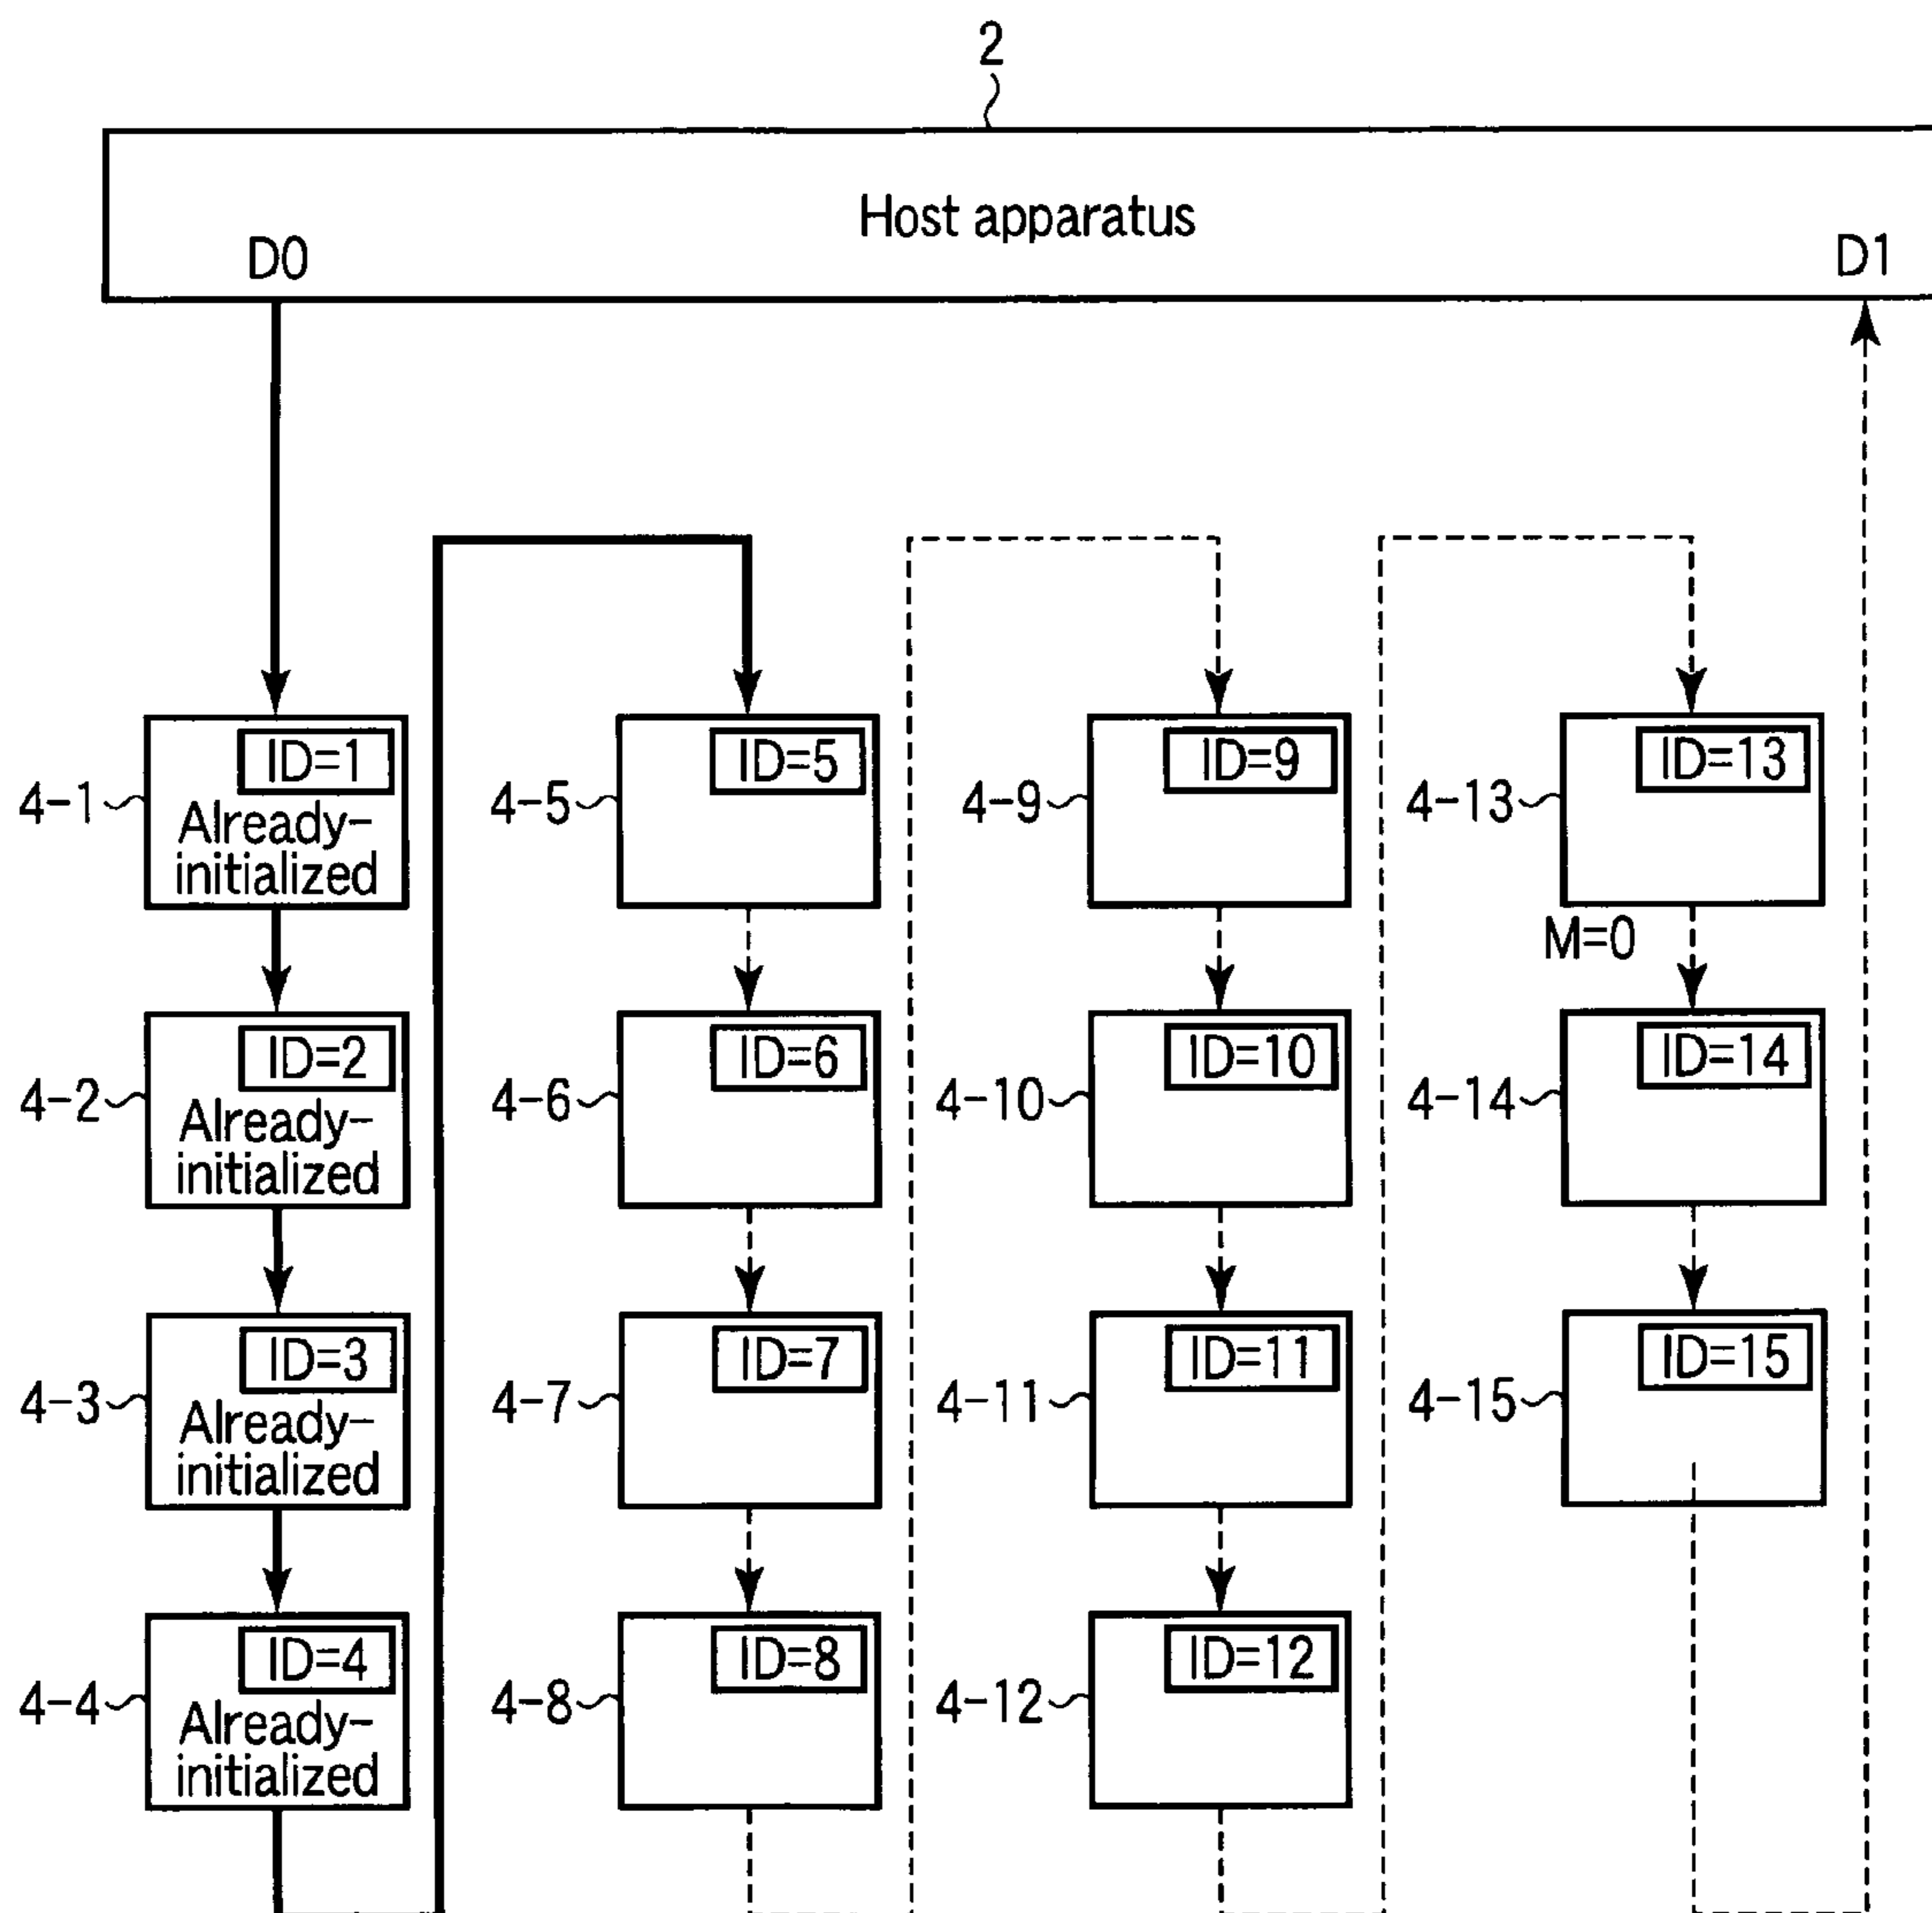 2
Host apparatus
D0
D1
4-1
ID=1
Already-
initialized
4-5
ID=5
4-9
ID=9
4-13
ID=13
M=0
4-2
ID=2
Already-
initialized
4-6
ID=6
4-10
ID=10
4-14
ID=14
4-3
ID=3
Already-
initialized
4-7
ID=7
4-11
ID=11
4-15
ID=15
4-4
ID=4
Already-
initialized
4-8
ID=8
4-12
ID=12